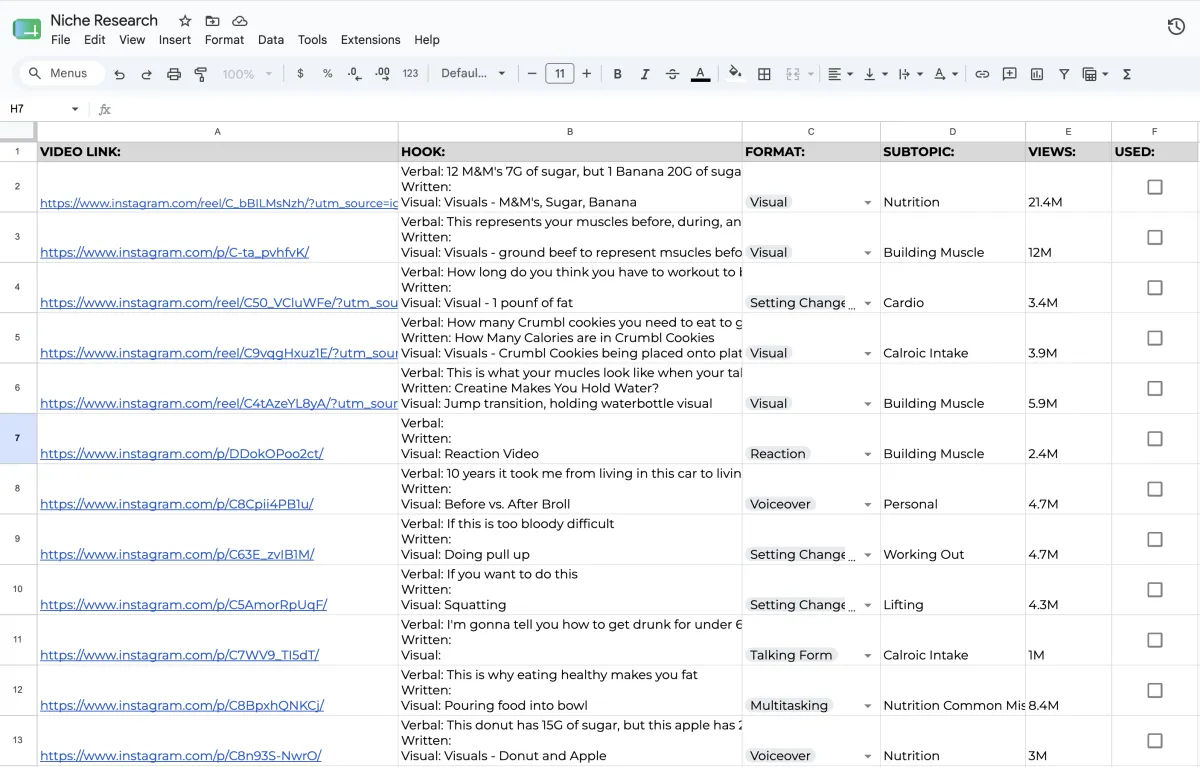 Niche Research
File Edit View Insert Format Data Tools Extensions Help
Menus 100% $ % .0 .00 123 Defaul... 11 B I A Σ
H7 fx
A B C D E F
1 VIDEO LINK: HOOK: FORMAT: SUBTOPIC: VIEWS: USED:
Verbal: 12 M&M's 7G of sugar, but 1 Banana 20G of suga
2 Written:
https://www.instagram.com/reel/C_bBILMsNzh/?utm_source=ig Visual: Visuals - M&M's, Sugar, Banana Visual Nutrition 21.4M
Verbal: This represents your muscles before, during, an
3 Written:
https://www.instagram.com/p/C-ta_pvhfvK/ Visual: Visuals - ground beef to represent msucles befo Visual Building Muscle 12M
Verbal: How long do you think you have to workout to
4 Written:
https://www.instagram.com/reel/C50_VCluWFe/?utm_sou Visual: Visual - 1 pounf of fat Setting Change... Cardio 3.4M
Verbal: How many Crumbl cookies you need to eat to g
5 Written: How Many Calories are in Crumbl Cookies
https://www.instagram.com/reel/C9vqgHxuz1E/?utm_sour Visual: Visuals - Crumbl Cookies being placed onto plat Visual Calroic Intake 3.9M
Verbal: This is what your mucles look like when your tal
6 Written: Creatine Makes You Hold Water?
https://www.instagram.com/reel/C4tAzeYL8yA/?utm_sour Visual: Jump transition, holding waterbottle visual Visual Building Muscle 5.9M
Verbal:
7 Written:
https://www.instagram.com/p/DDokOPoo2ct/ Visual: Reaction Video Reaction Building Muscle 2.4M
Verbal: 10 years it took me from living in this car to livin
8 Written:
https://www.instagram.com/p/C8Cpii4PB1u/ Visual: Before vs. After Broll Voiceover Personal 4.7M
Verbal: If this is too bloody difficult
9 Written:
https://www.instagram.com/p/C63E_zvIB1M/ Visual: Doing pull up Setting Change... Working Out 4.7M
Verbal: If you want to do this
10 Written:
https://www.instagram.com/p/C5AmorRpUqF/ Visual: Squatting Setting Change... Lifting 4.3M
Verbal: I'm gonna tell you how to get drunk for under 6
11 Written:
https://www.instagram.com/p/C7WV9_TI5dT/ Visual: Talking Form Calroic Intake 1M
Verbal: This is why eating healthy makes you fat
12 Written:
https://www.instagram.com/p/C8BpxhQNKCj/ Visual: Pouring food into bowl Multitasking Nutrition Common Mis 8.4M
Verbal: This donut has 15G of sugar, but this apple has 2
13 Written:
https://www.instagram.com/p/C8n93S-NwrO/ Visual: Visuals - Donut and Apple Voiceover Nutrition 3M